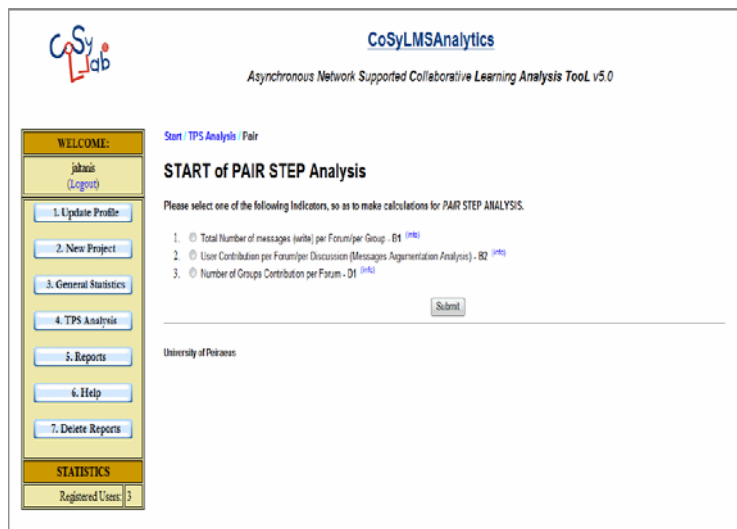 CoSy Lab
CoSyLMSAnalytics
Asynchronous Network Supported Collaborative Learning Analysis TooL v5.0
WELCOME:
jaltanis
(Logout)
1. Update Profile
2. New Project
3. General Statistics
4. TPS Analysis
5. Reports
6. Help
7. Delete Reports
STATISTICS
Registered Users: 3
Start / TPS Analysis / Pair
START of PAIR STEP Analysis
Please select one of the following Indicators, so as to make calculations for PAIR STEP ANALYSIS.
1. Total Number of messages (write) per Forum/per Group - B1 (info)
2. User Contribution per Forum/per Discussion (Messages Argumentation Analysis) - B2 (info)
3. Number of Groups Contribution per Forum - D1 (info)
Submit
University of Peiraeus